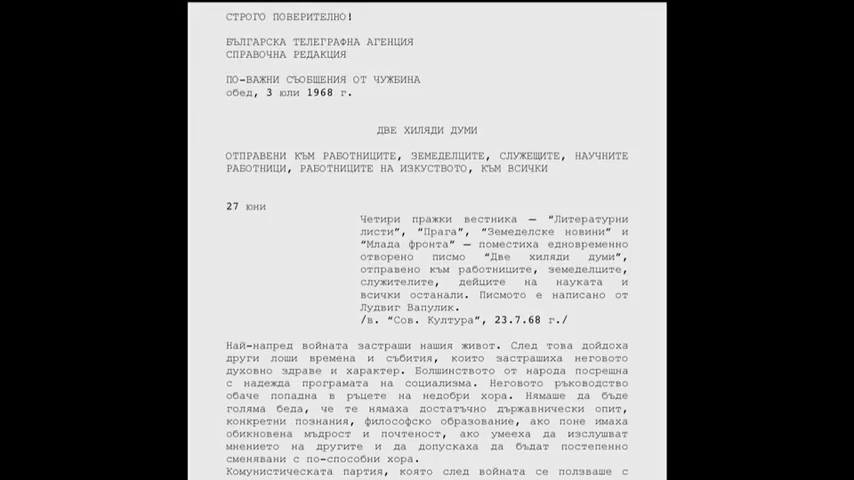 СТРОГО ПОВЕРИТЕЛНО!
БЪЛГАРСКА ТЕЛЕГРАФНА АГЕНЦИЯ
СПРАВОЧНА РЕДАКЦИЯ
ПО-ВАЖНИ СЪОБЩЕНИЯ ОТ ЧУЖБИНА
обед, 3 юли 1968 г.
ДВЕ ХИЛЯДИ ДУМИ
ОТПРАВЕНИ КЪМ РАБОТНИЦИТЕ, ЗЕМЕДЕЛЦИТЕ, СЛУЖЕЩИТЕ, НАУЧНИТЕ
РАБОТНИЦИ, РАБОТНИЦИТЕ НА ИЗКУСТВОТО, КЪМ ВСИЧКИ
27 юни
Четири пражки вестника – “Литературни
листи”, “Прага”, “Земеделске новини” и
“Млада фронта” – поместиха едновременно
отворено писмо “Две хиляди думи”,
отправено към работниците, земеделците,
служителите, дейците на науката и
всички останали. Писмото е написано от
Лудвиг Вапулик.
/в. “Сов. Култура”, 23.7.68 г./
Най-напред войната застраши нашия живот. След това дойдоха
други лоши времена и събития, които застрашиха неговото
духовно здраве и характер. Болшинството от народа посрещна
с надежда програмата на социализма. Неговото ръководство
обаче попадна в ръцете на недобри хора. Нямаше да бъде
голяма беда, че те нямаха достатъчно държавнически опит,
конкретни познания, философско образование, ако поне имаха
обикновена мъдрост и почтеност, ако умееха да изслушват
мнението на другите и да допускаха да бъдат постепенно
сменявани с по-способни хора.
Комунистическата партия, която след войната се ползваше с